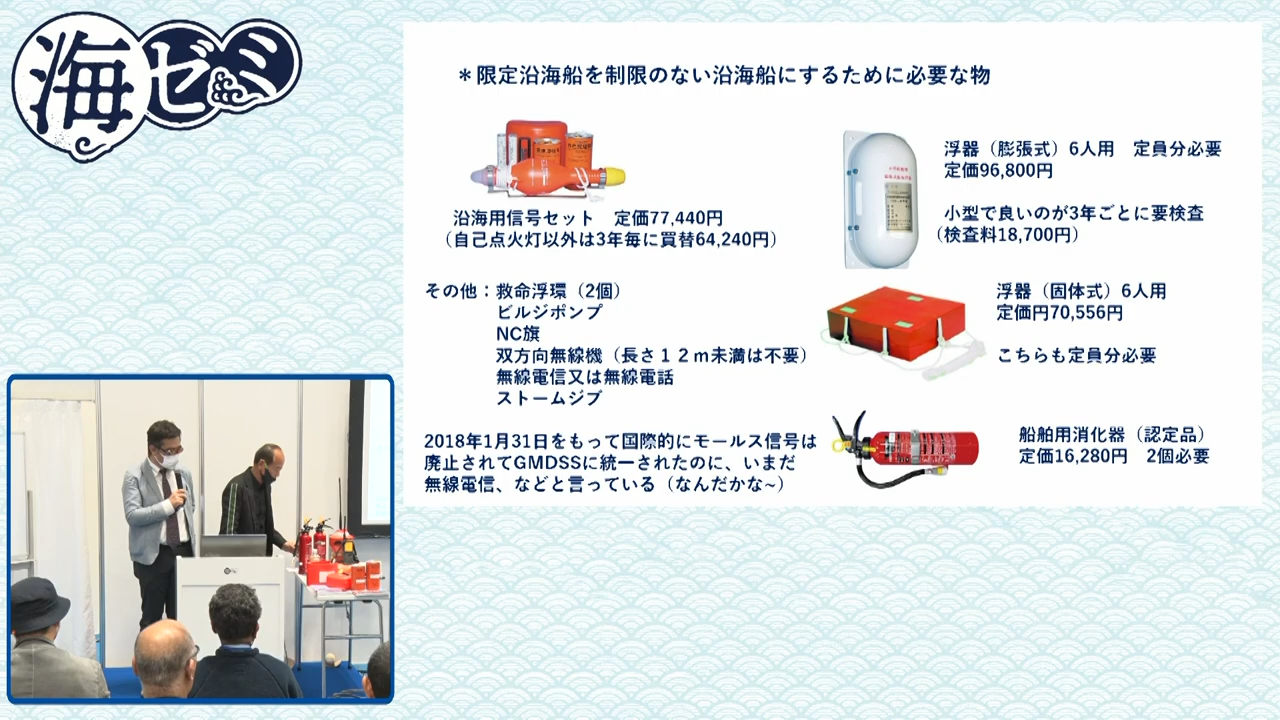 海ゼミ
＊限定沿海船を制限のない沿海船にするために必要な物
沿海用信号セット　定価77,440円
（自己点火灯以外は3年毎に買替64,240円）
浮器（膨張式）6人用　定員分必要
定価96,800円
小型で良いのが3年ごとに要検査
（検査料18,700円）
その他：救命浮環（2個）
ビルジポンプ
NC旗
双方向無線機（長さ１２ｍ未満は不要）
無線電信又は無線電話
ストームジブ
浮器（固体式）6人用
定価円70,556円
こちらも定員分必要
2018年1月31日をもって国際的にモールス信号は
廃止されてGMDSSに統一されたのに、いまだ
無線電信、などと言っている（なんだかな~）
船舶用消化器（認定品）
定価16,280円　2個必要